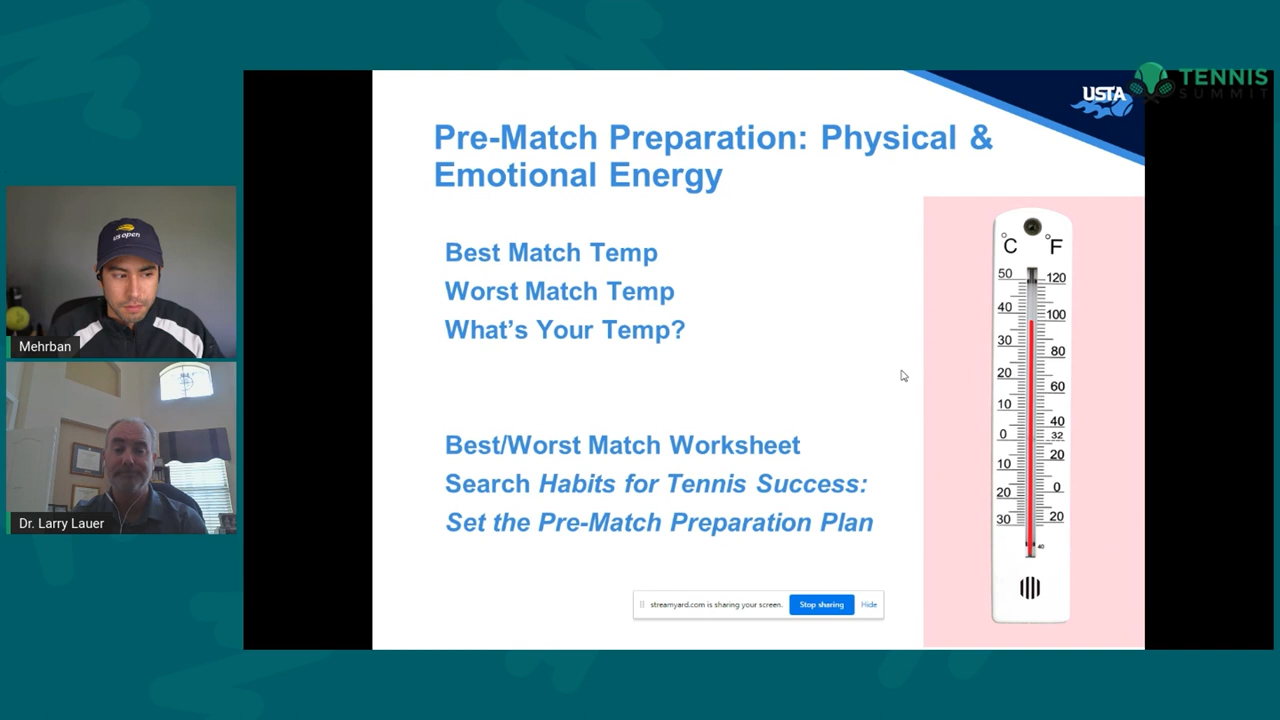 TENNIS
SUMMIT
USTA
Pre-Match Preparation: Physical &
Emotional Energy
Best Match Temp
Worst Match Temp
What's Your Temp?
Best/Worst Match Worksheet
Search Habits for Tennis Success:
Set the Pre-Match Preparation Plan
°C °F
50 120
40 100
30 80
20 60
10 40
0 32
10 20
20 0
30 20
40
us open
Mehrban
Dr. Larry Lauer
streamyard.com is sharing your screen. Stop sharing Hide